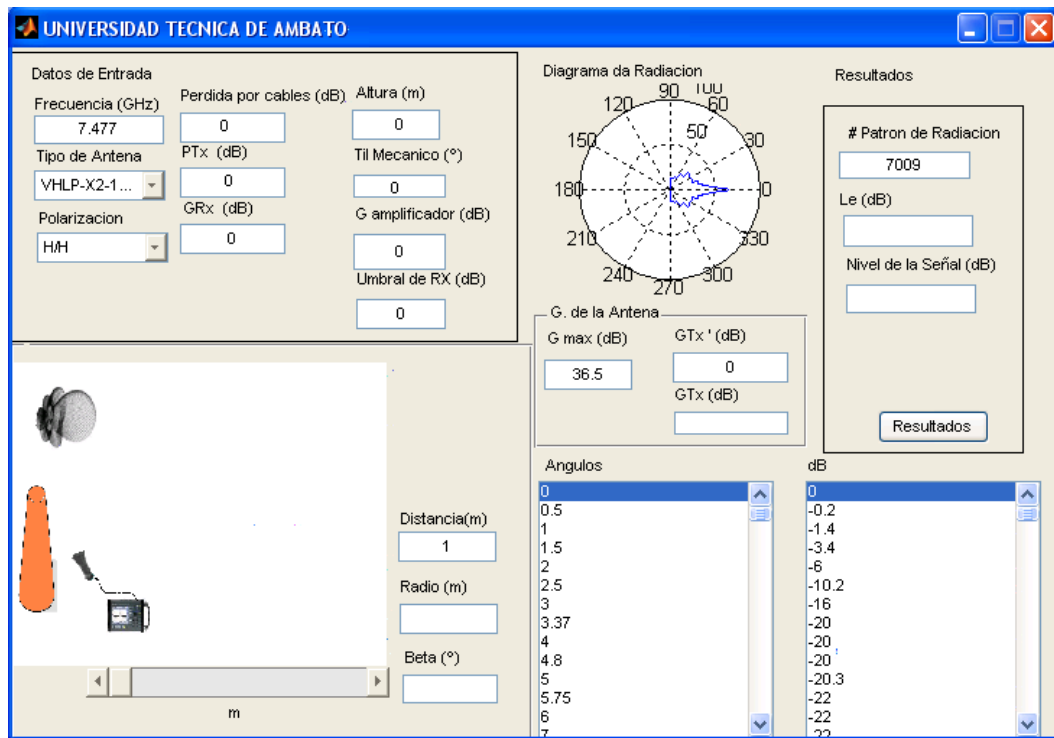 UNIVERSIDAD TECNICA DE AMBATO
Datos de Entrada
Frecuencia (GHz)
7.477
Tipo de Antena
VHLP-X2-1...
Polarizacion
H/H
Perdida por cables (dB)
0
PTx (dB)
0
GRx (dB)
0
Altura (m)
0
Til Mecanico (º)
0
G amplificador (dB)
0
Umbral de RX (dB)
0
Diagrama da Radiacion
90 100
120 60
150 50 30
180 0
210 330
240 300
270
Resultados
# Patron de Radiacion
7009
Le (dB)
Nivel de la Señal (dB)
Resultados
G. de la Antena
G max (dB)
36.5
GTx ' (dB)
0
GTx (dB)
Distancia(m)
1
Radio (m)
Beta (º)
m
Angulos
0
0.5
1
1.5
2
2.5
3
3.37
4
4.8
5
5.75
6
7
dB
0
-0.2
-1.4
-3.4
-6
-10.2
-16
-20
-20
-20
-20.3
-22
-22
-22